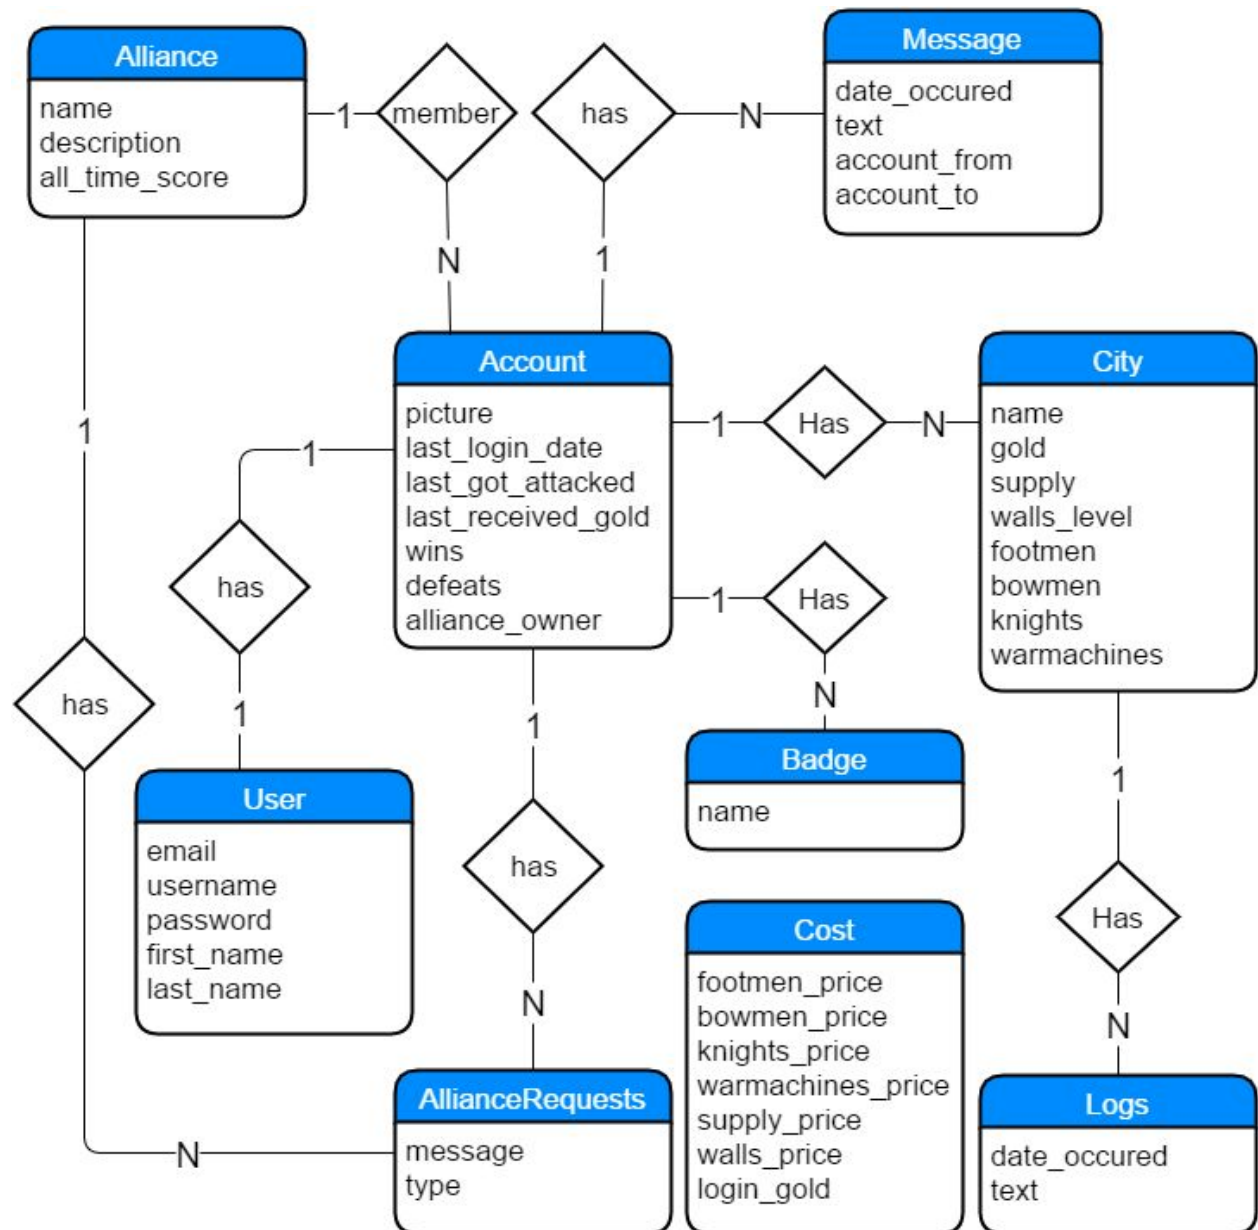 Alliance
name
description
all_time_score
1
member
N
has
1
N
Message
date_occured
text
account_from
account_to
Account
picture
last_login_date
last_got_attacked
last_received_gold
wins
defeats
alliance_owner
1
Has
N
City
name
gold
supply
walls_level
footmen
bowmen
knights
warmachines
1
Has
N
Badge
name
1
has
1
User
email
username
password
first_name
last_name
1
has
N
1
has
N
AllianceRequests
message
type
Cost
footmen_price
bowmen_price
knights_price
warmachines_price
supply_price
walls_price
login_gold
1
Has
N
Logs
date_occured
text